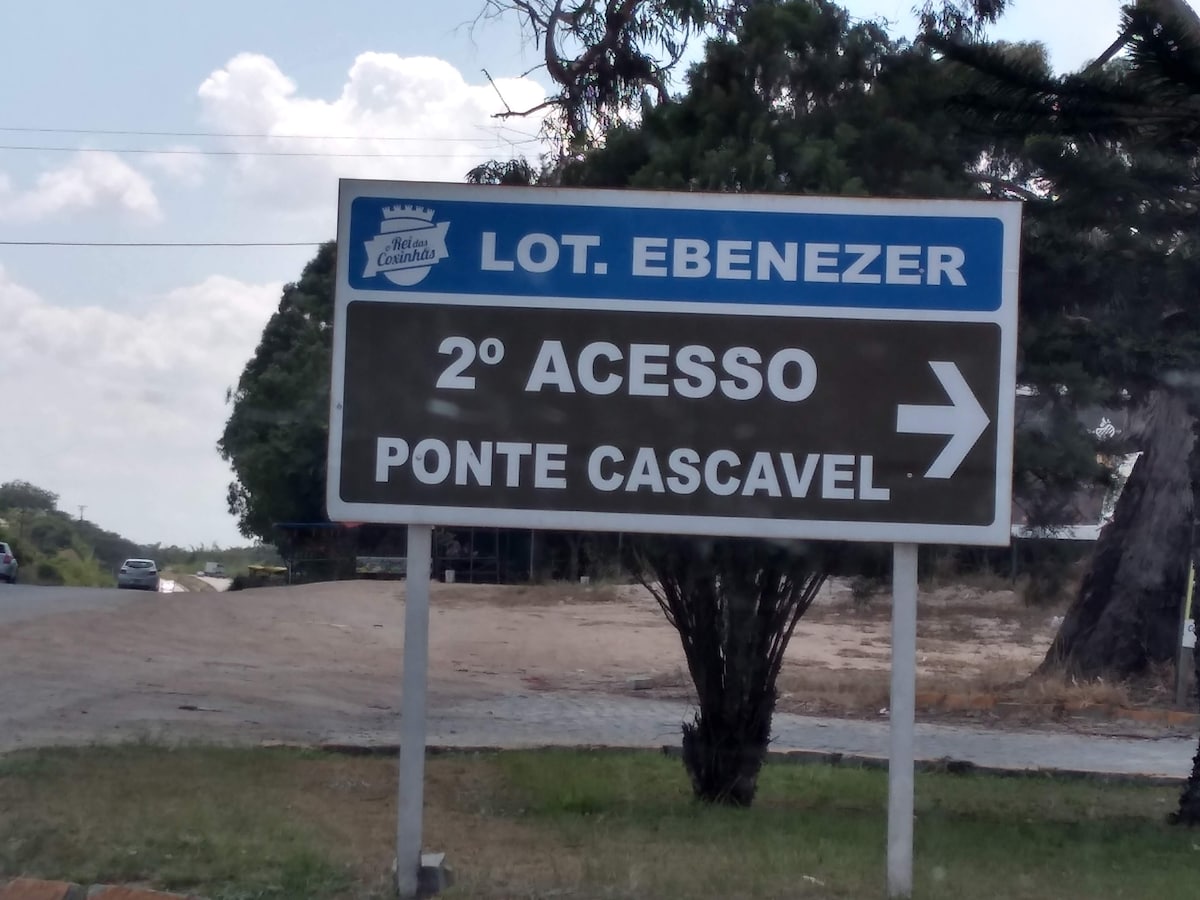 o Rei das
Coxinhas
LOT. EBENEZER
2º ACESSO
PONTE CASCAVEL